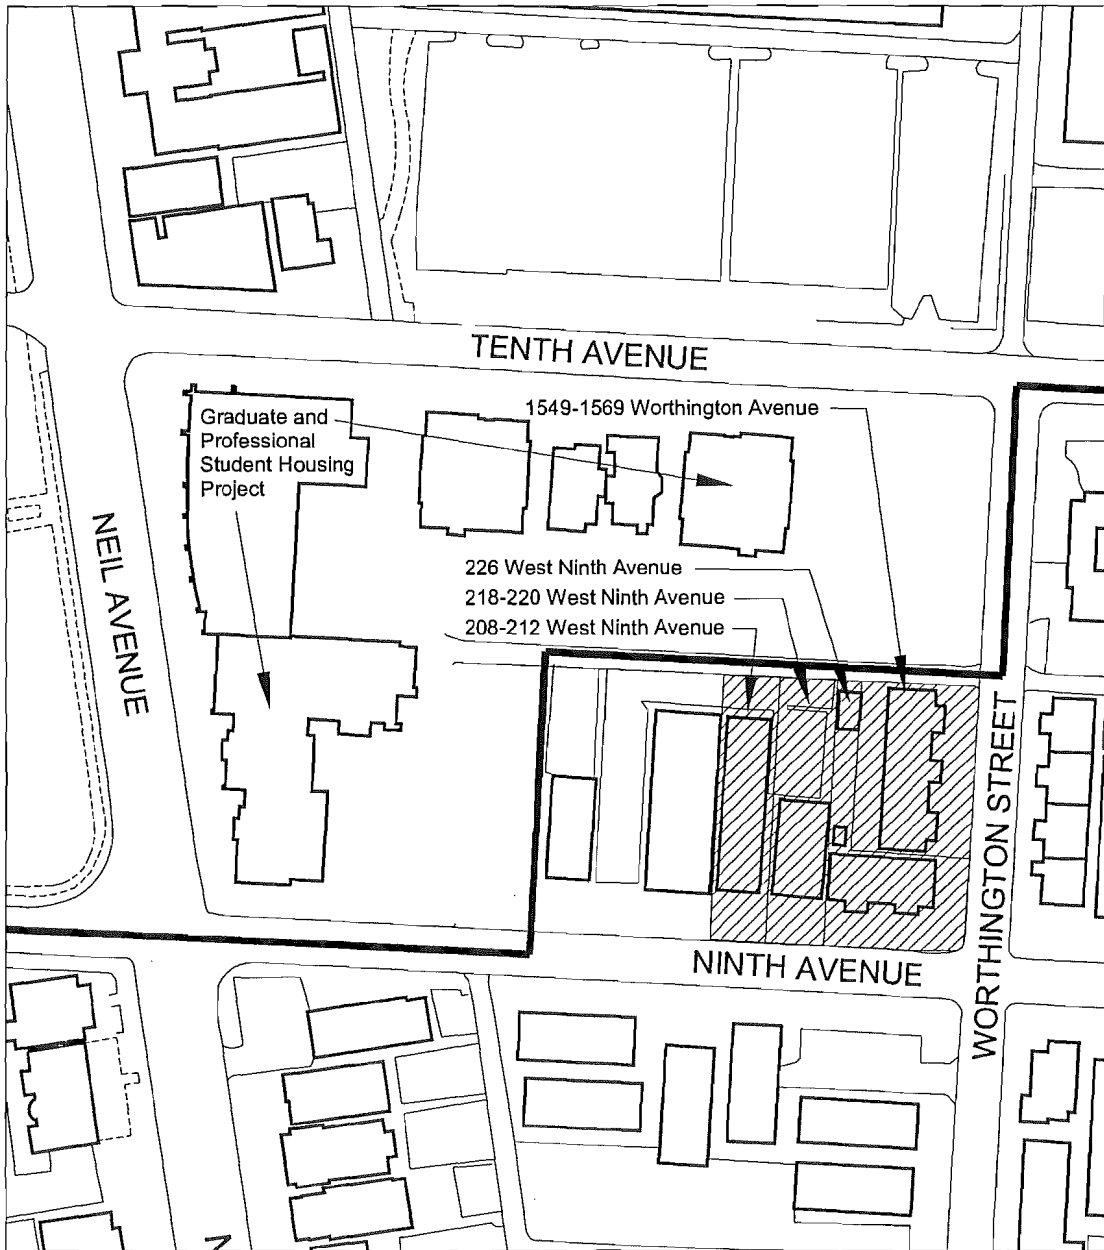 TENTH AVENUE
1549-1569 Worthington Avenue
Graduate and
Professional
Student Housing
Project
NEIL AVENUE
226 West Ninth Avenue
218-220 West Ninth Avenue
208-212 West Ninth Avenue
WORTHINGTON STREET
NINTH AVENUE
N